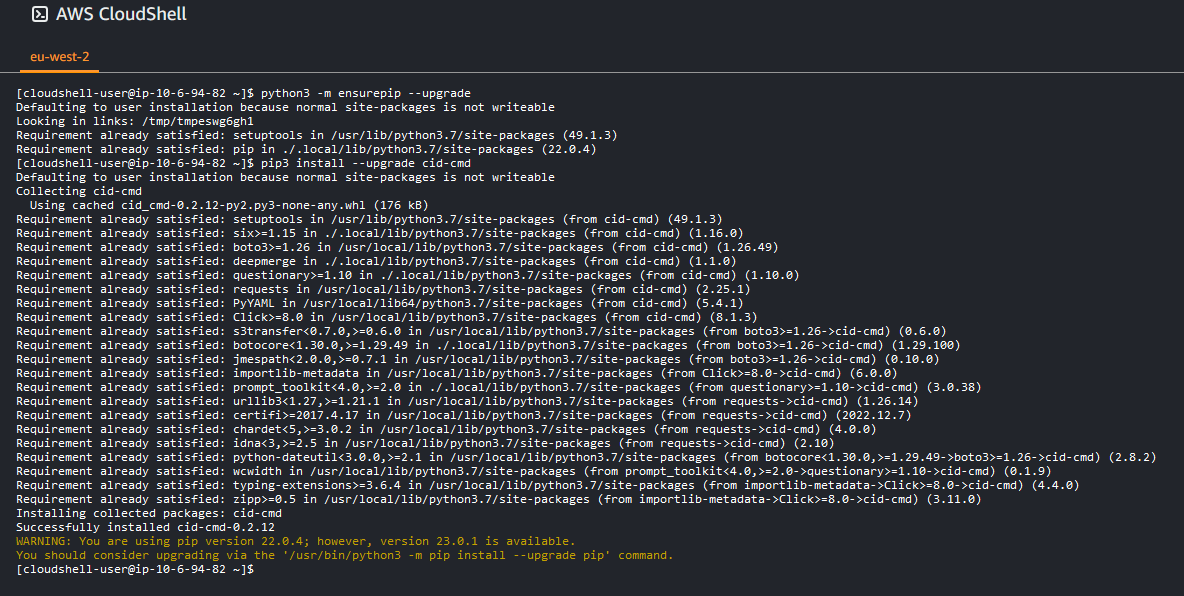 AWS CloudShell
eu-west-2
[cloudshell-user@ip-10-6-94-82 ~]$ python3 -m ensurepip --upgrade
Defaulting to user installation because normal site-packages is not writeable
Looking in links: /tmp/tmpeswg6gh1
Requirement already satisfied: setuptools in /usr/lib/python3.7/site-packages (49.1.3)
Requirement already satisfied: pip in ./.local/lib/python3.7/site-packages (22.0.4)
[cloudshell-user@ip-10-6-94-82 ~]$ pip3 install --upgrade cid-cmd
Defaulting to user installation because normal site-packages is not writeable
Collecting cid-cmd
  Using cached cid_cmd-0.2.12-py2.py3-none-any.whl (176 kB)
Requirement already satisfied: setuptools in /usr/lib/python3.7/site-packages (from cid-cmd) (49.1.3)
Requirement already satisfied: six>=1.15 in ./.local/lib/python3.7/site-packages (from cid-cmd) (1.16.0)
Requirement already satisfied: boto3>=1.26 in /usr/local/lib/python3.7/site-packages (from cid-cmd) (1.26.49)
Requirement already satisfied: deepmerge in ./.local/lib/python3.7/site-packages (from cid-cmd) (1.1.0)
Requirement already satisfied: questionary>=1.10 in ./.local/lib/python3.7/site-packages (from cid-cmd) (1.10.0)
Requirement already satisfied: requests in /usr/local/lib/python3.7/site-packages (from cid-cmd) (2.25.1)
Requirement already satisfied: PyYAML in /usr/local/lib64/python3.7/site-packages (from cid-cmd) (5.4.1)
Requirement already satisfied: Click>=8.0 in /usr/local/lib/python3.7/site-packages (from cid-cmd) (8.1.3)
Requirement already satisfied: s3transfer<0.7.0,>=0.6.0 in /usr/local/lib/python3.7/site-packages (from boto3>=1.26->cid-cmd) (0.6.0)
Requirement already satisfied: botocore<1.30.0,>=1.29.49 in ./.local/lib/python3.7/site-packages (from boto3>=1.26->cid-cmd) (1.29.100)
Requirement already satisfied: jmespath<2.0.0,>=0.7.1 in /usr/local/lib/python3.7/site-packages (from boto3>=1.26->cid-cmd) (0.10.0)
Requirement already satisfied: importlib-metadata in /usr/local/lib/python3.7/site-packages (from Click>=8.0->cid-cmd) (6.0.0)
Requirement already satisfied: prompt_toolkit<4.0,>=2.0 in ./.local/lib/python3.7/site-packages (from questionary>=1.10->cid-cmd) (3.0.38)
Requirement already satisfied: urllib3<1.27,>=1.21.1 in /usr/local/lib/python3.7/site-packages (from requests->cid-cmd) (1.26.14)
Requirement already satisfied: certifi>=2017.4.17 in /usr/local/lib/python3.7/site-packages (from requests->cid-cmd) (2022.12.7)
Requirement already satisfied: chardet<5,>=3.0.2 in /usr/local/lib/python3.7/site-packages (from requests->cid-cmd) (4.0.0)
Requirement already satisfied: idna<3,>=2.5 in /usr/local/lib/python3.7/site-packages (from requests->cid-cmd) (2.10)
Requirement already satisfied: python-dateutil<3.0.0,>=2.1 in /usr/local/lib/python3.7/site-packages (from botocore<1.30.0,>=1.29.49->boto3>=1.26->cid-cmd) (2.8.2)
Requirement already satisfied: wcwidth in /usr/local/lib/python3.7/site-packages (from prompt_toolkit<4.0,>=2.0->questionary>=1.10->cid-cmd) (0.1.9)
Requirement already satisfied: typing-extensions>=3.6.4 in /usr/local/lib/python3.7/site-packages (from importlib-metadata->Click>=8.0->cid-cmd) (4.4.0)
Requirement already satisfied: zipp>=0.5 in /usr/local/lib/python3.7/site-packages (from importlib-metadata->Click>=8.0->cid-cmd) (3.11.0)
Installing collected packages: cid-cmd
Successfully installed cid-cmd-0.2.12
WARNING: You are using pip version 22.0.4; however, version 23.0.1 is available.
You should consider upgrading via the '/usr/bin/python3 -m pip install --upgrade pip' command.
[cloudshell-user@ip-10-6-94-82 ~]$